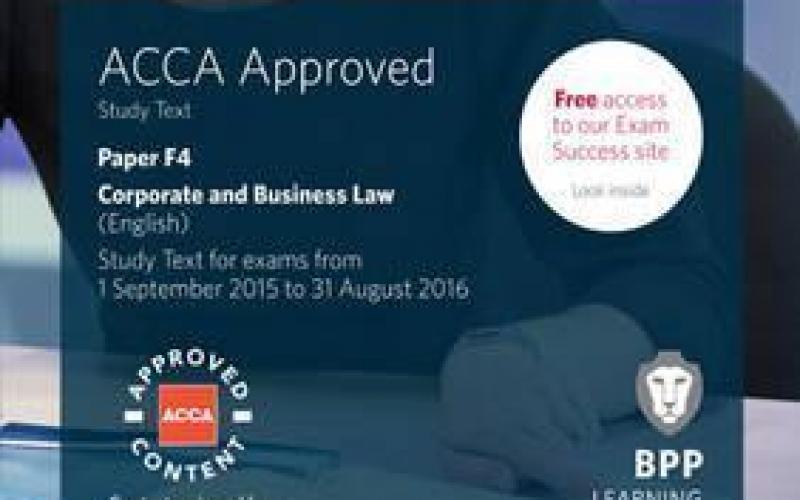 ACCA Approved
Study Text
Paper F4
Corporate and Business Law
(English)
Study Text for exams from
1 September 2015 to 31 August 2016
Free access
to our Exam
Success site
Look inside
APPROVED
ACCA
CONTENT
BPP
LEARNING